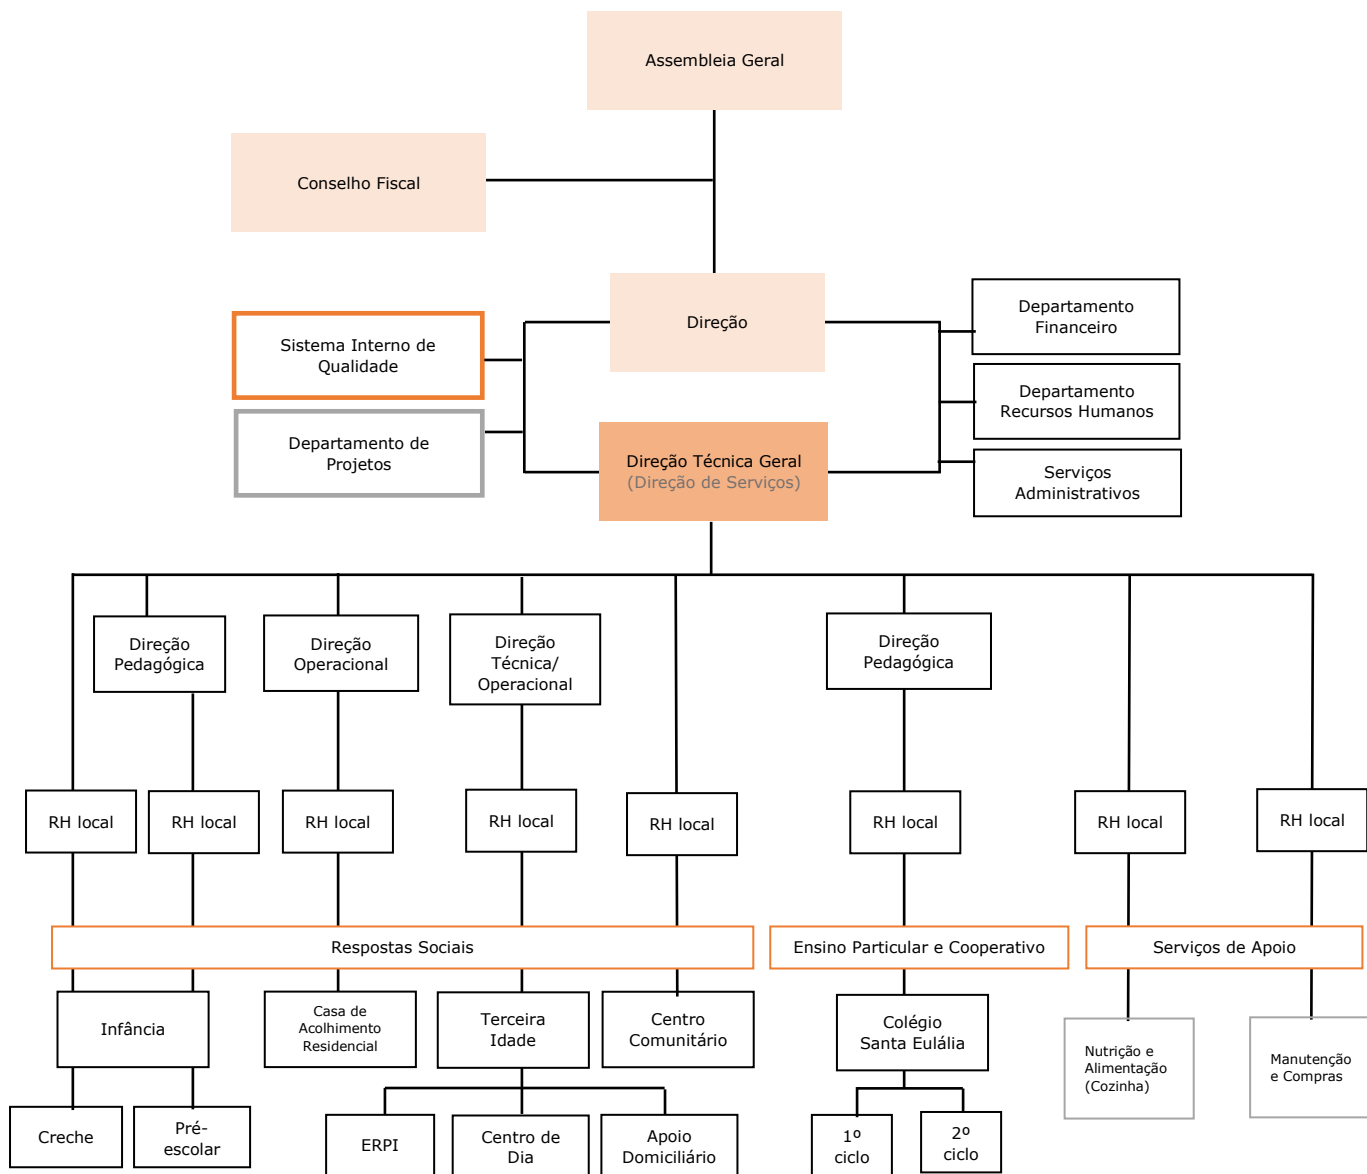 Assembleia Geral
Conselho Fiscal
Direção
Departamento
Financeiro
Sistema Interno de
Qualidade
Departamento
Recursos Humanos
Departamento de
Projetos
Direção Técnica Geral
(Direção de Serviços)
Serviços
Administrativos
Direção
Pedagógica
Direção
Operacional
Direção
Técnica/
Operacional
Direção
Pedagógica
RH local
RH local
RH local
RH local
RH local
RH local
RH local
RH local
Respostas Sociais
Ensino Particular e Cooperativo
Serviços de Apoio
Infância
Casa de
Acolhimento
Residencial
Terceira
Idade
Centro
Comunitário
Colégio
Santa Eulália
Nutrição e
Alimentação
(Cozinha)
Manutenção
e Compras
Creche
Pré-
escolar
ERPI
Centro de
Dia
Apoio
Domiciliário
1º
ciclo
2º
ciclo